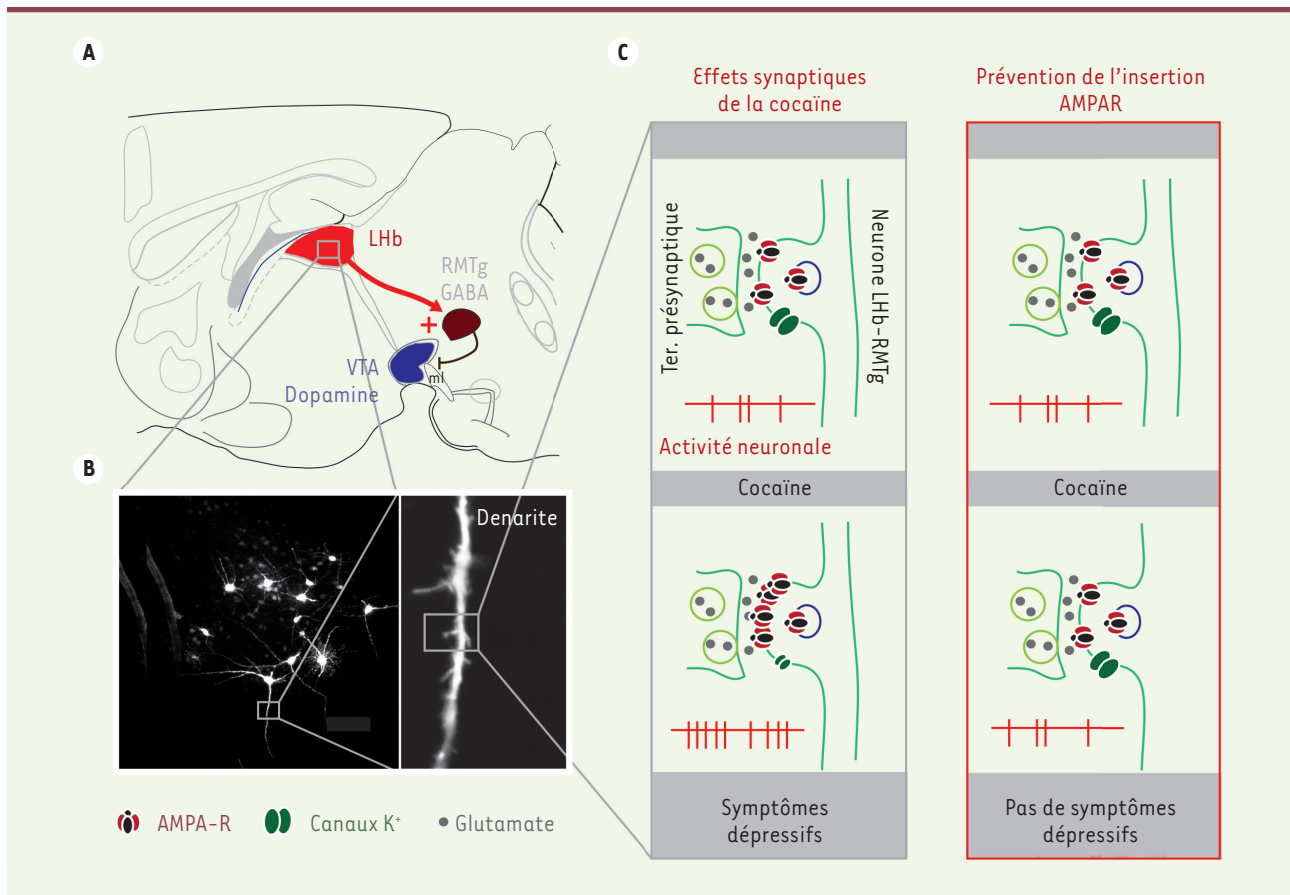 A
LHb
RMTg
GABA
+
VTA
Dopamine
ml
B
Denarite
AMPA-R
Canaux K⁺
Glutamate
C
Effets synaptiques
de la cocaïne
Ter. présynaptique
Neurone LHb-RMTg
Activité neuronale
Cocaïne
Symptômes
dépressifs
Prévention de l'insertion
AMPAR
Cocaïne
Pas de symptômes
dépressifs